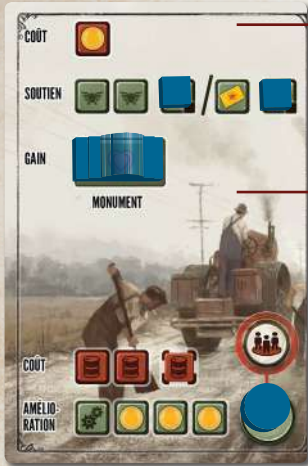 COÛT
SOUTIEN
/
GAIN
MONUMENT
COÛT
AMÉLIO-
RATION